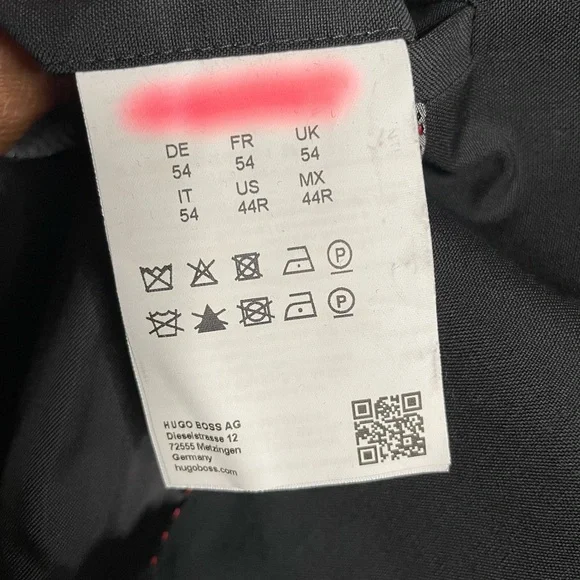 DE FR UK
54 54 54
IT US MX
54 44R 44R
P
P
HUGO BOSS AG
Dieselstrasse 12
72555 Metzingen
Germany
hugoboss.com